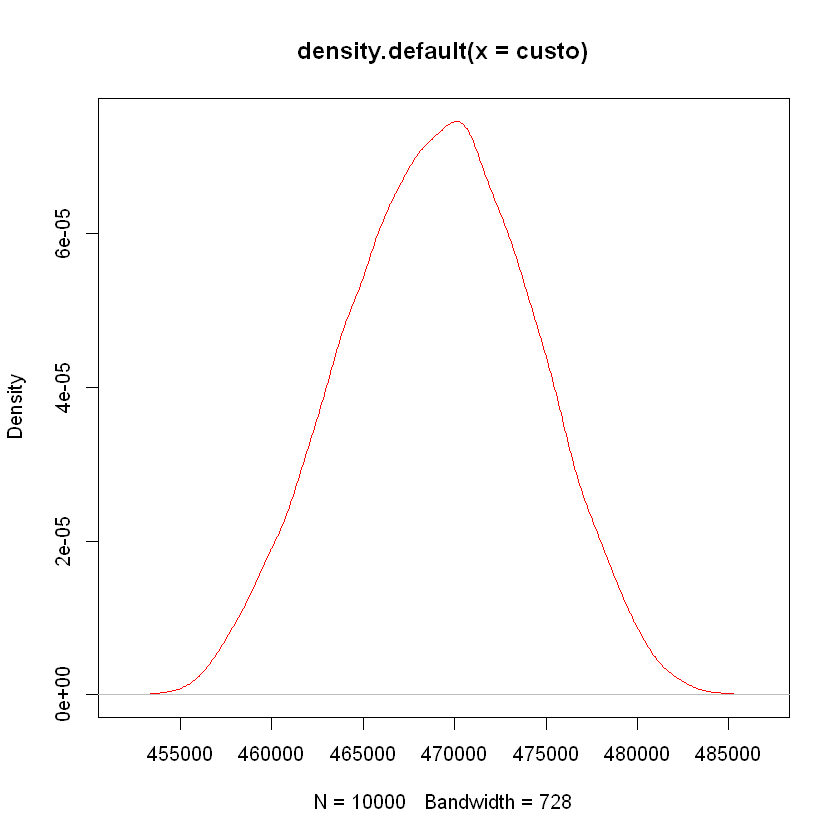 density.default(x = custo)
Density
6e-05
4e-05
2e-05
0e+00
455000 460000 465000 470000 475000 480000 485000
N = 10000 Bandwidth = 728